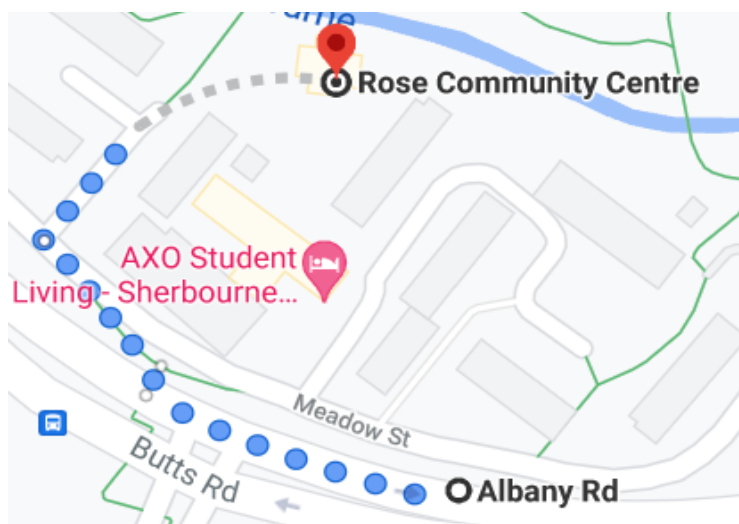 Rose Community Centre
AXO Student
Living - Sherbourne...
Meadow St
Butts Rd
Albany Rd